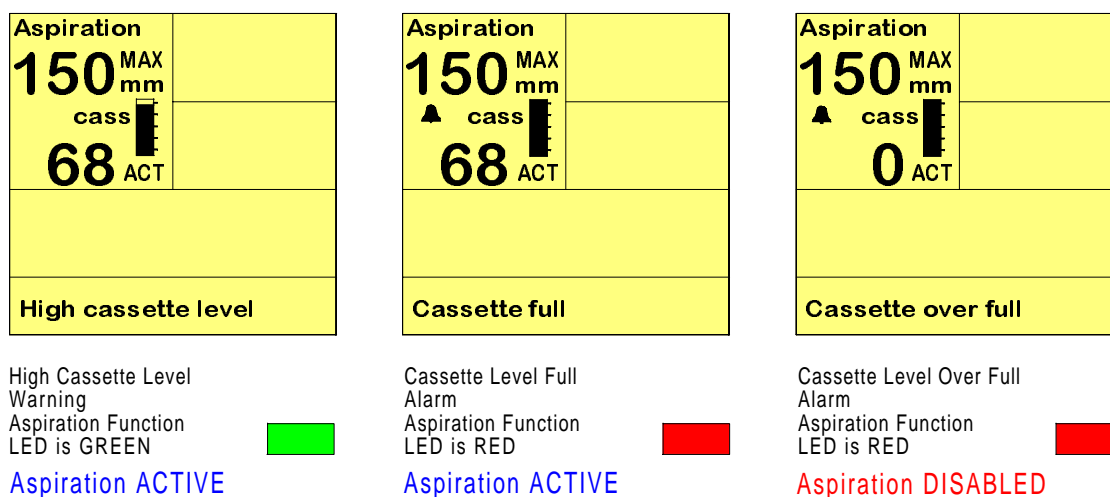 Aspiration
150 MAX
mm
cass
68 ACT
High cassette level
High Cassette Level
Warning
Aspiration Function
LED is GREEN
Aspiration ACTIVE
Aspiration
150 MAX
mm
cass
68 ACT
Cassette full
Cassette Level Full
Alarm
Aspiration Function
LED is RED
Aspiration ACTIVE
Aspiration
150 MAX
mm
cass
0 ACT
Cassette over full
Cassette Level Over Full
Alarm
Aspiration Function
LED is RED
Aspiration DISABLED